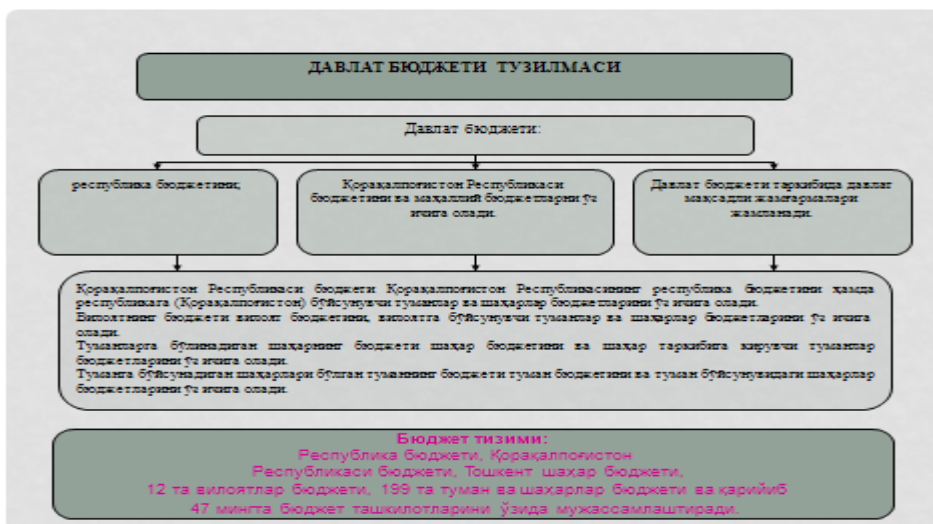 ДАВЛАТ БЮДЖЕТИ ТУЗИЛМАСИ
Давлат бюджети:
республика бюджетини;
Қорақалпоғистон Республикаси
бюджетини ва маҳаллий бюджетларни ўз
ичига олади.
Давлат бюджети таркибида давлат
мақсадли жамғармалари
жамланади.
Қорақалпоғистон Республикаси бюджети Қорақалпоғистон Республикасининг республика бюджетини ҳамда
республикага (Қорақалпоғистон) бўйсунувчи туманлар ва шаҳарлар бюджетларини ўз ичига олади.
Вилоятнинг бюджети вилоят бюджетини, вилоятга бўйсунувчи туманлар ва шаҳарлар бюджетларини ўз ичига
олади.
Туманларга бўлинадиган шаҳарнинг бюджети шаҳар бюджетини ва шаҳар таркибига кирувчи туманлар
бюджетларини ўз ичига олади.
Туманга бўйсунадиган шаҳарлари бўлган туманнинг бюджети туман бюджетини ва туман бўйсунувидаги шаҳарлар
бюджетларини ўз ичига олади.
Бюджет тизими:
Республика бюджети, Қорақалпоғистон
Республикаси бюджети, Тошкент шаҳар бюджети,
12 та вилоятлар бюджети, 199 та туман ва шаҳарлар бюджети ва қарийиб
47 мингта бюджет ташкилотларини ўзида мужассамлаштиради.